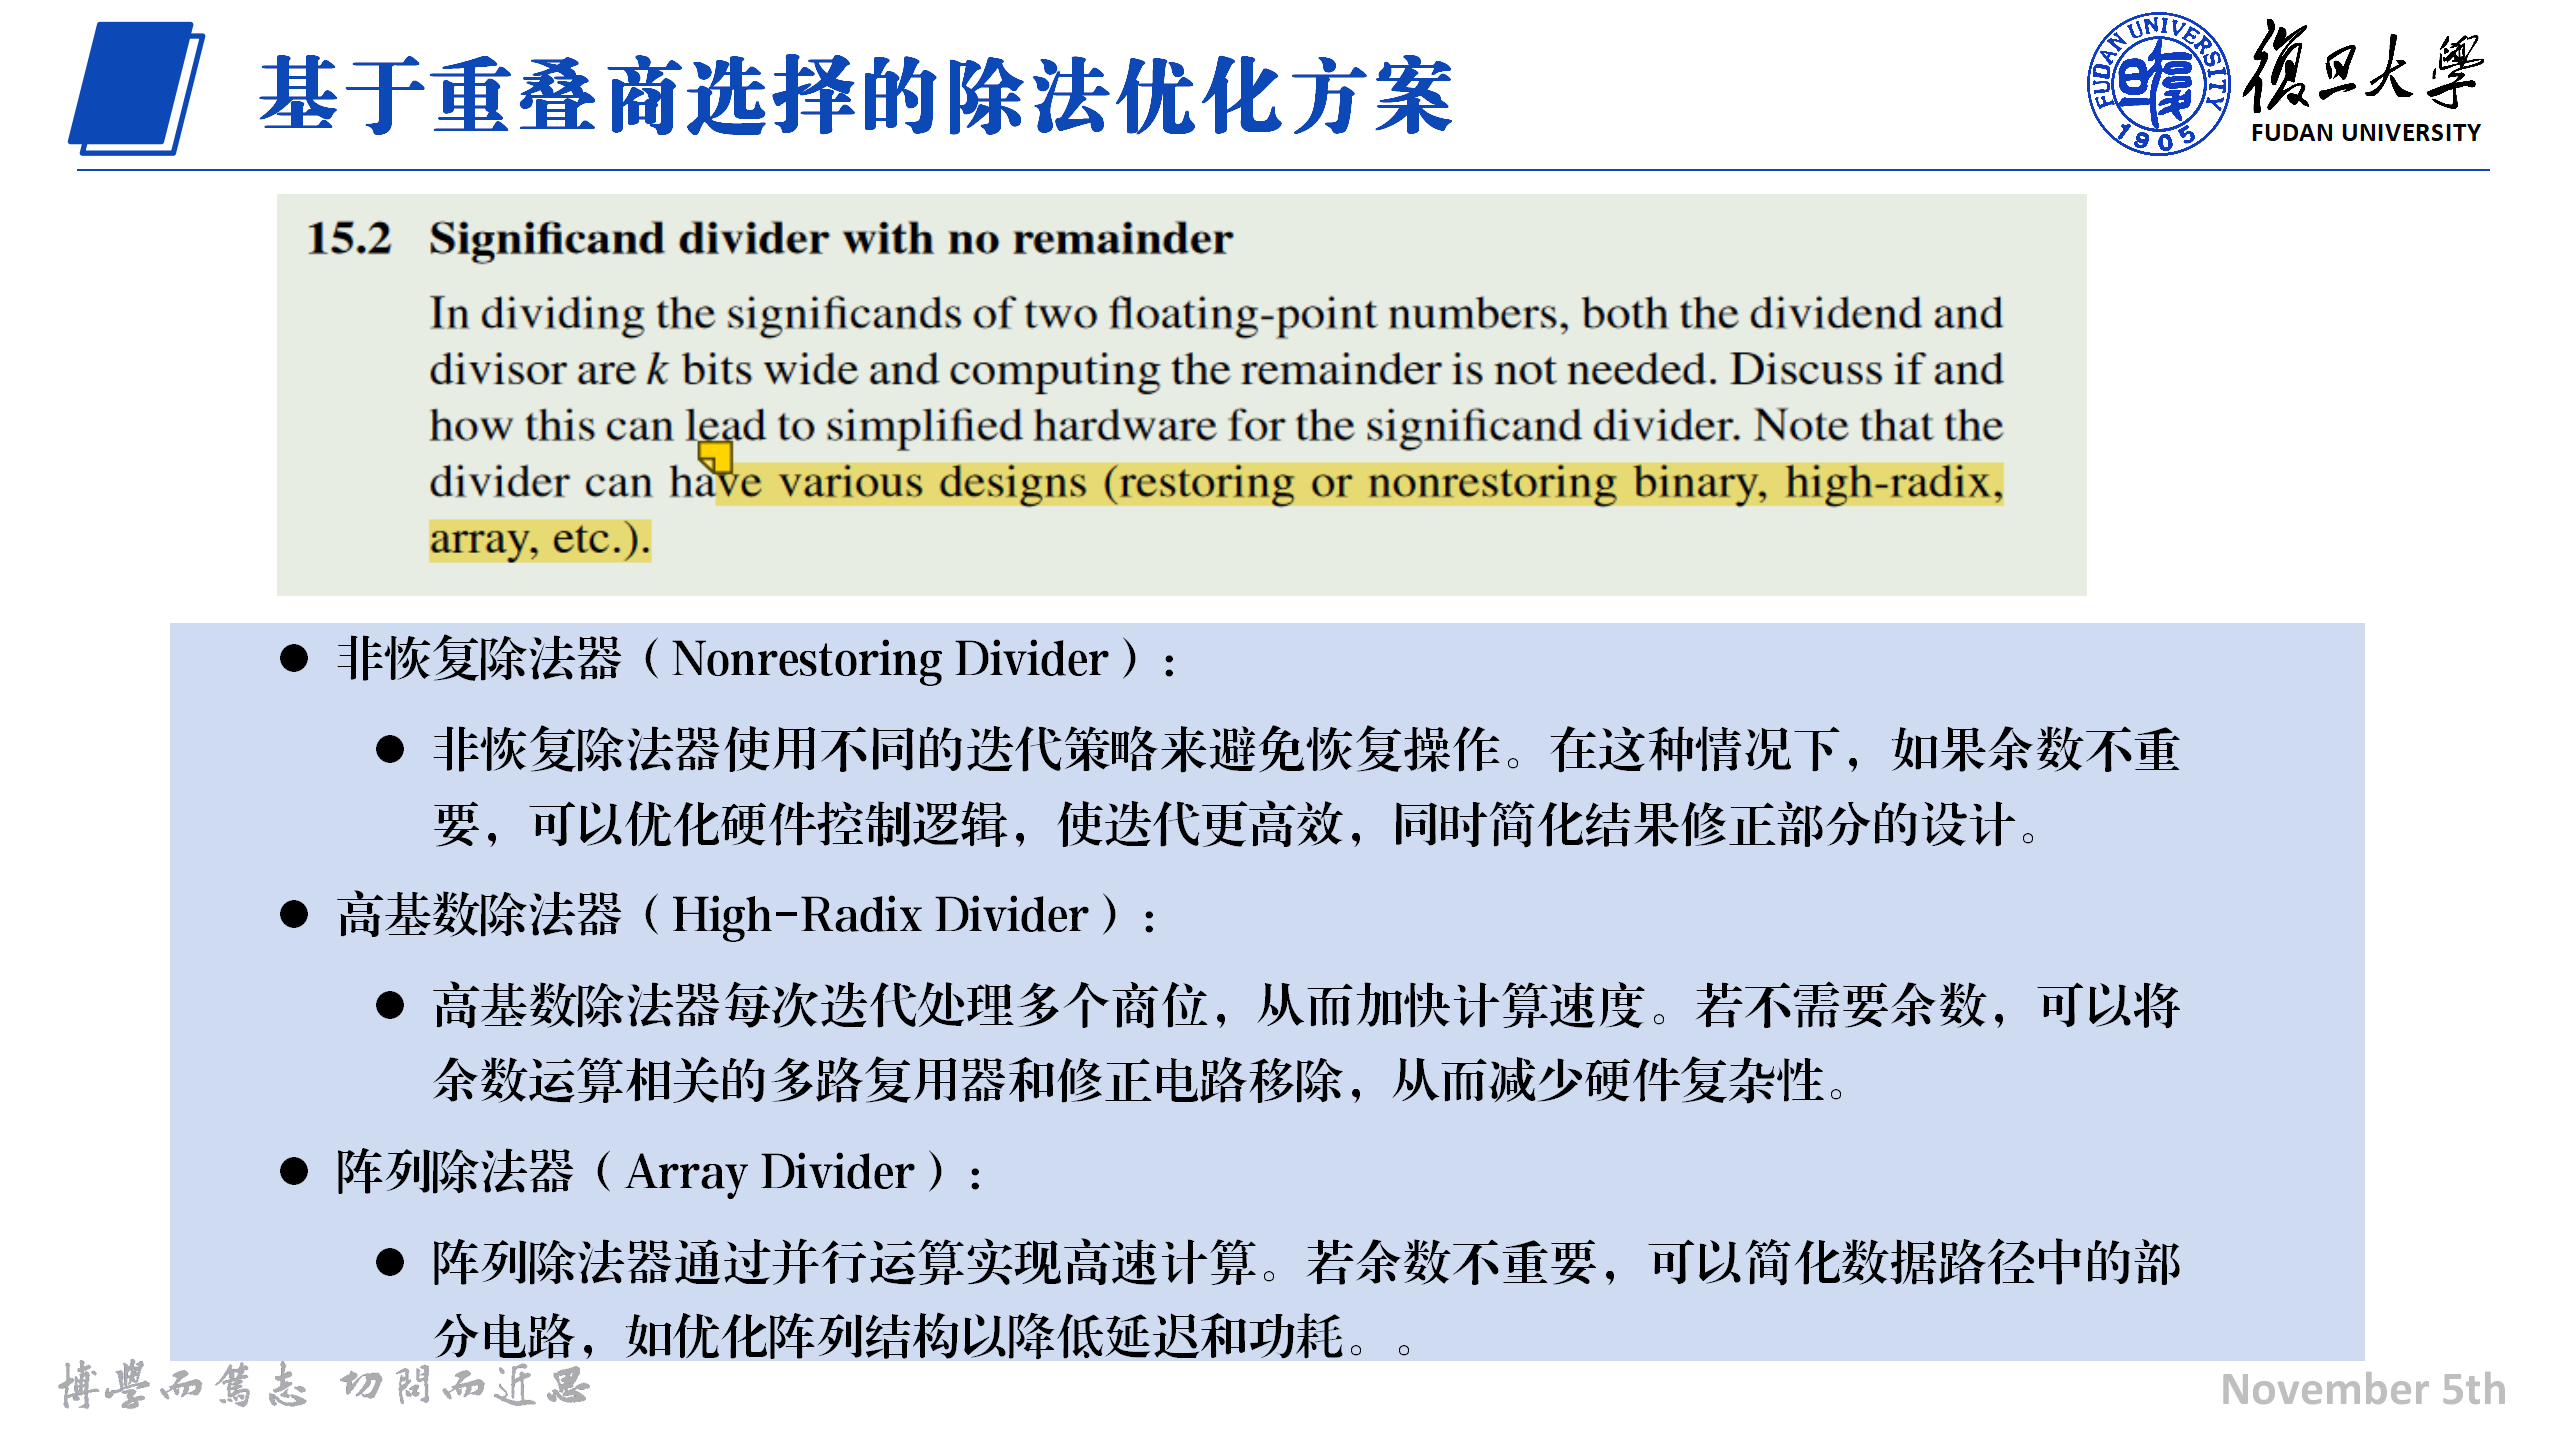 基于重叠商选择的除法优化方案
FUDAN UNIVERSITY
1905
復旦大學
FUDAN UNIVERSITY
15.2 Significand divider with no remainder
In dividing the significands of two floating-point numbers, both the dividend and
divisor are k bits wide and computing the remainder is not needed. Discuss if and
how this can lead to simplified hardware for the significand divider. Note that the
divider can have various designs (restoring or nonrestoring binary, high-radix,
array, etc.).
● 非恢复除法器（Nonrestoring Divider）:
● 非恢复除法器使用不同的迭代策略来避免恢复操作。在这种情况下，如果余数不重
要，可以优化硬件控制逻辑，使迭代更高效，同时简化结果修正部分的设计。
● 高基数除法器（High-Radix Divider）:
● 高基数除法器每次迭代处理多个商位，从而加快计算速度。若不需要余数，可以将
余数运算相关的多路复用器和修正电路移除，从而减少硬件复杂性。
● 阵列除法器（Array Divider）:
● 阵列除法器通过并行运算实现高速计算。若余数不重要，可以简化数据路径中的部
分电路，如优化阵列结构以降低延迟和功耗。。
博學而篤志 切問而近思
November 5th